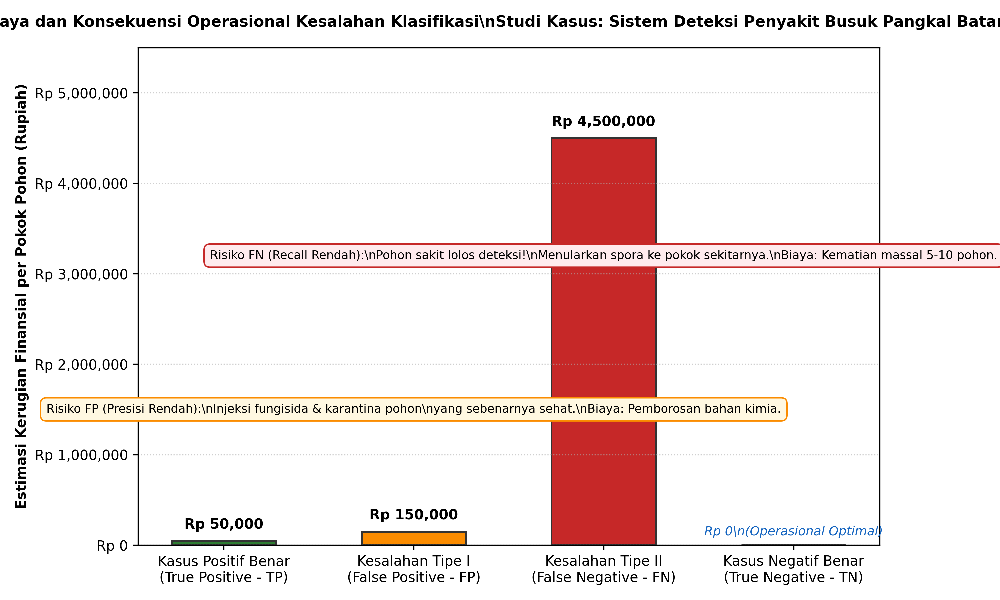 aya dan Konsekuensi Operasional Kesalahan Klasifikasi\nStudi Kasus: Sistem Deteksi Penyakit Busuk Pangkal Batan
Estimasi Kerugian Finansial per Pokok Pohon (Rupiah)
Rp 5,000,000
Rp 4,000,000
Rp 3,000,000
Rp 2,000,000
Rp 1,000,000
Rp 0
Rp 4,500,000
Risiko FN (Recall Rendah):\nPohon sakit lolos deteksi!\nMenularkan spora ke pokok sekitarnya.\nBiaya: Kematian massal 5-10 pohon.
Risiko FP (Presisi Rendah):\nInjeksi fungisida & karantina pohon\nyang sebenarnya sehat.\nBiaya: Pemborosan bahan kimia.
Rp 50,000
Rp 150,000
Rp 0\n(Operasional Optimal)
Kasus Positif Benar
(True Positive - TP)
Kesalahan Tipe I
(False Positive - FP)
Kesalahan Tipe II
(False Negative - FN)
Kasus Negatif Benar
(True Negative - TN)